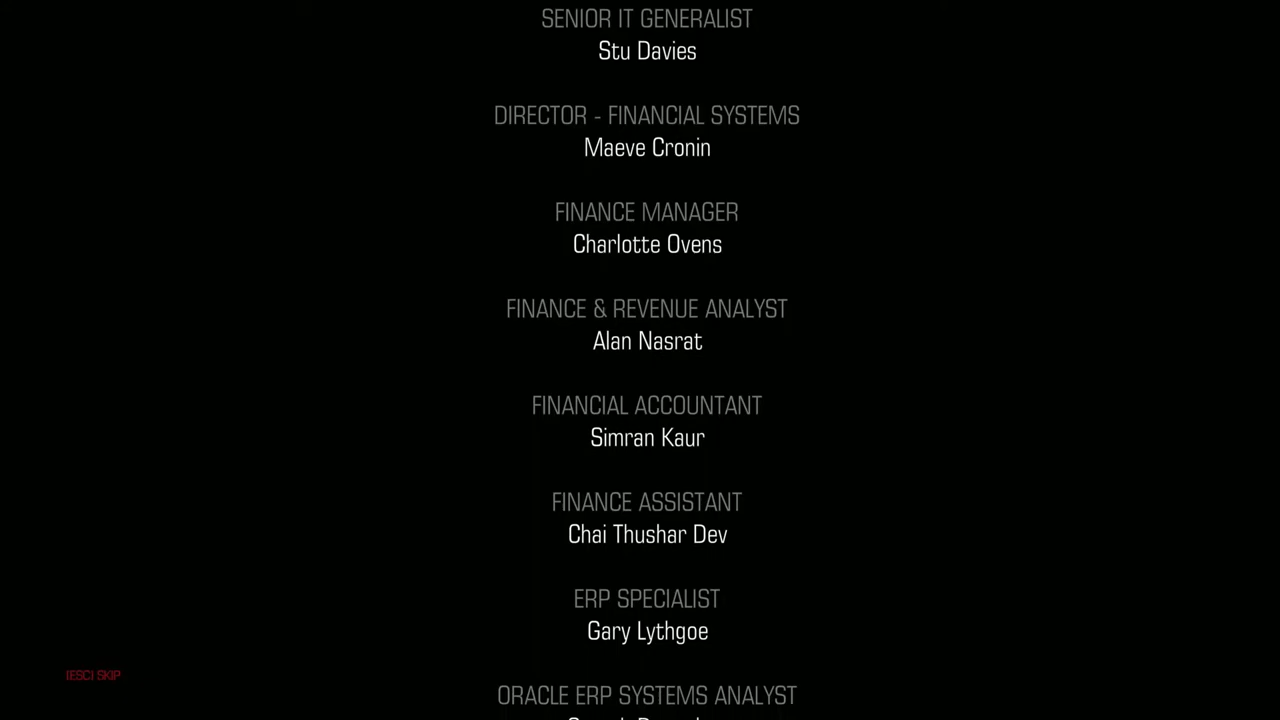 SENIOR IT GENERALIST
Stu Davies
DIRECTOR - FINANCIAL SYSTEMS
Maeve Cronin
FINANCE MANAGER
Charlotte Ovens
FINANCE & REVENUE ANALYST
Alan Nasrat
FINANCIAL ACCOUNTANT
Simran Kaur
FINANCE ASSISTANT
Chai Thushar Dev
ERP SPECIALIST
Gary Lythgoe
[ESC] SKIP
ORACLE ERP SYSTEMS ANALYST